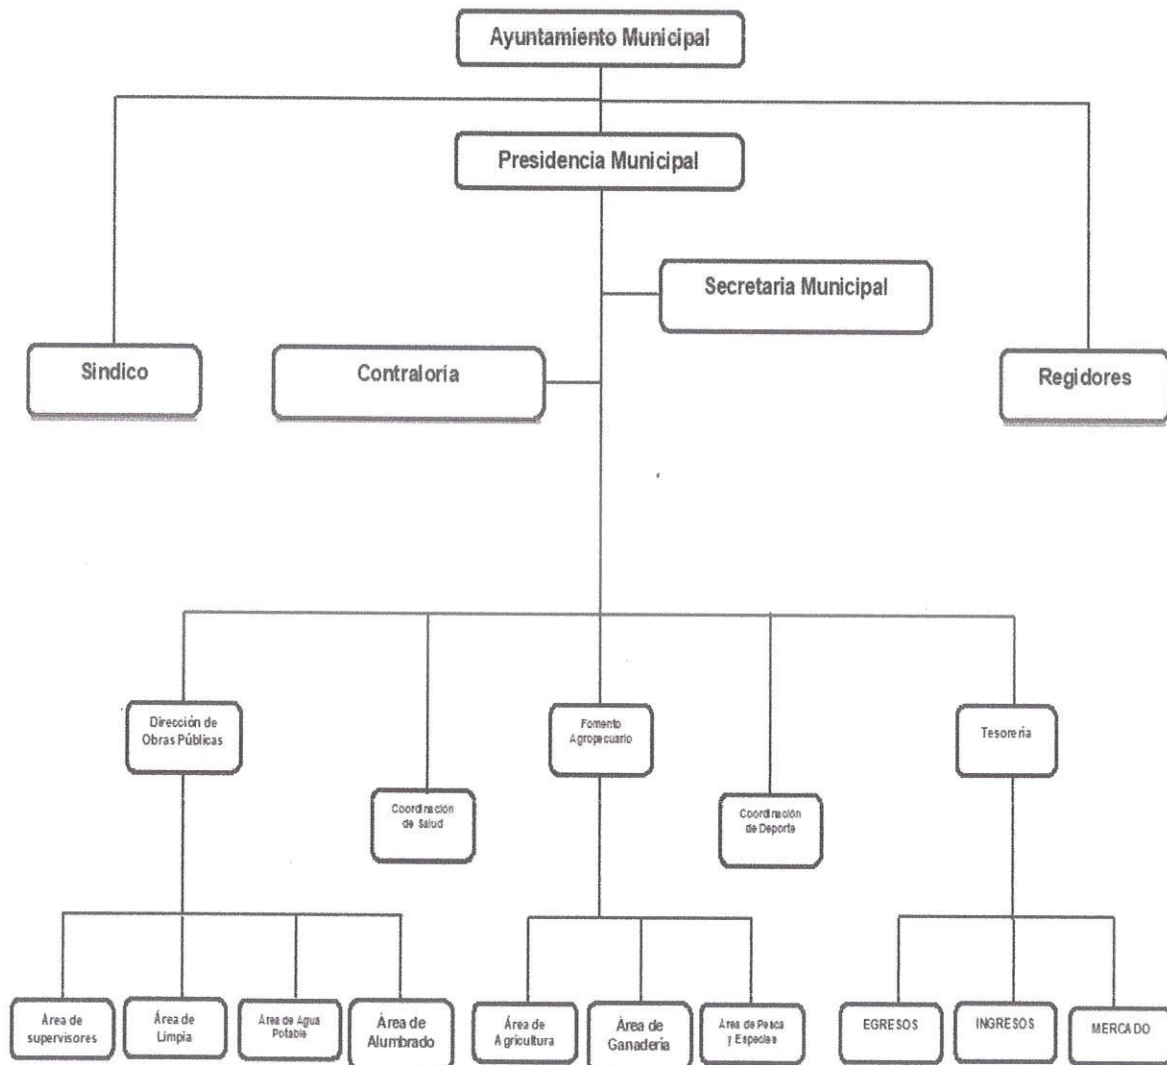 Ayuntamiento Municipal
Presidencia Municipal
Secretaria Municipal
Sindico
Contraloría
Regidores
Dirección de
Obras Públicas
Fomento
Agropecuario
Tesorería
Coordinación
de Salud
Coordinación
de Deporte
Área de
supervisores
Área de
Limpia
Área de Agua
Potable
Área de
Alumbrado
Área de
Agricultura
Área de
Ganadería
Área de Pesca
y Especies
EGRESOS
INGRESOS
MERCADO